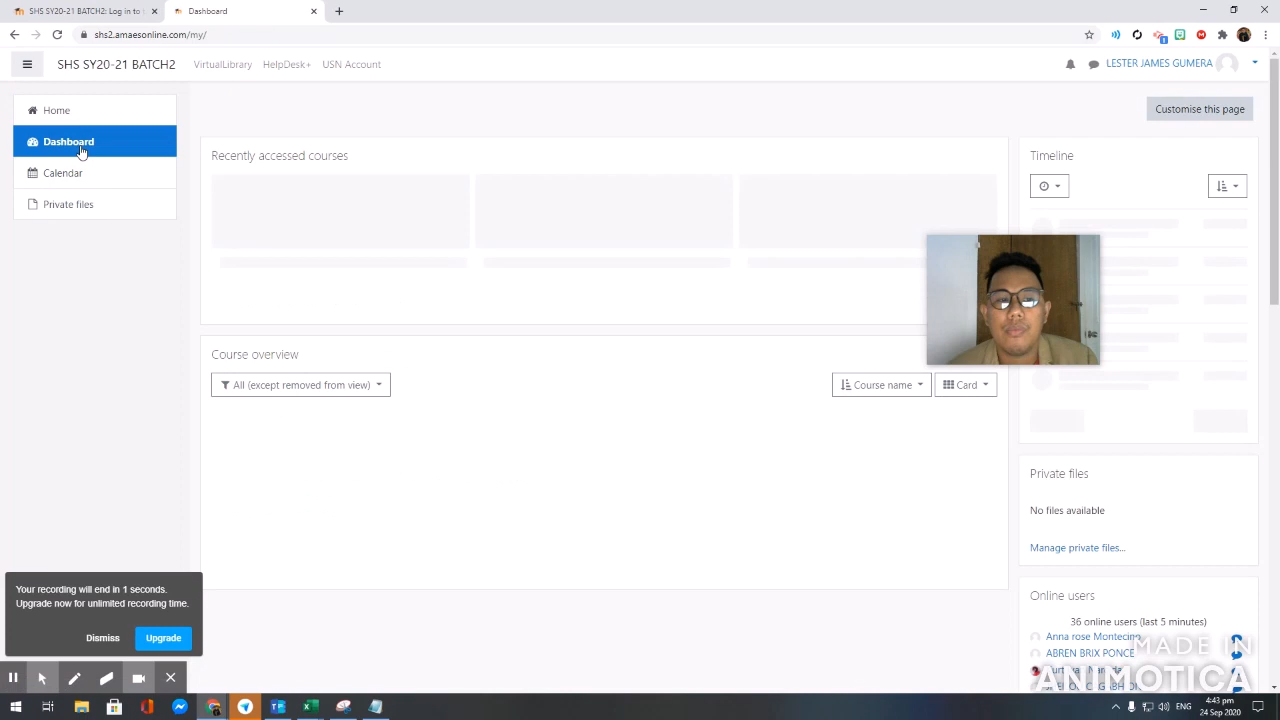 SHS SY20-21 BATCH2: Log in to
Dashboard
shs2.amaesonline.com/my/
SHS SY20-21 BATCH2
VirtualLibrary
HelpDesk+
USN Account
LESTER JAMES GUMERA
Home
Dashboard
Calendar
Private files
Customise this page
Recently accessed courses
Timeline
Course overview
All (except removed from view)
Course name
Card
Private files
No files available
Manage private files...
Online users
36 online users (last 5 minutes)
Anna rose Montecino
ABREN BRIX PONCE
Your recording will end in 1 seconds.
Upgrade now for unlimited recording time.
Dismiss
Upgrade
MADE IN
ANIMOTICA
ENG
4:43 pm
24 Sep 2020